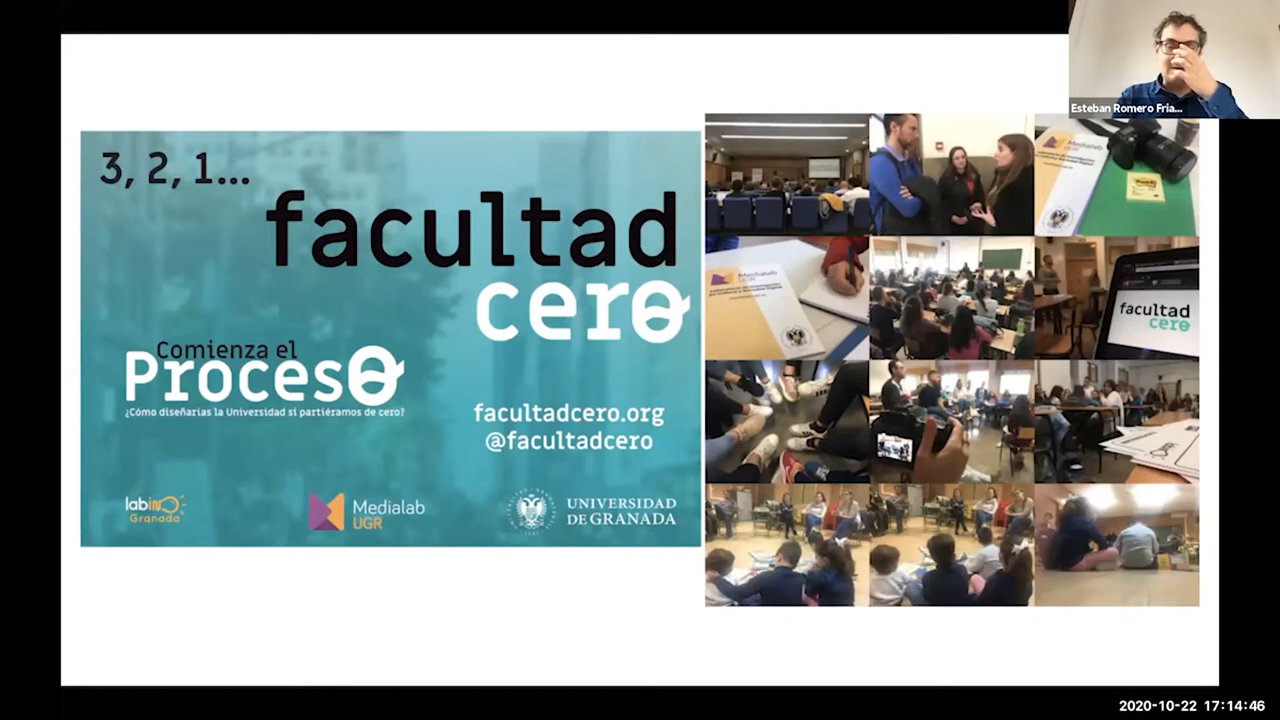 Esteban Romero Fria...
3, 2, 1...
facultad
cero
Comienza el
Proceso
¿Cómo diseñarías la Universidad si partiéramos de cero?
facultadcero.org
@facultadcero
labIN
Granada
Medialab
UGR
UNIVERSIDAD
DE GRANADA
Medialab
UGR
Medialab
UGR
facultad
cero
2020-10-22 17:14:46